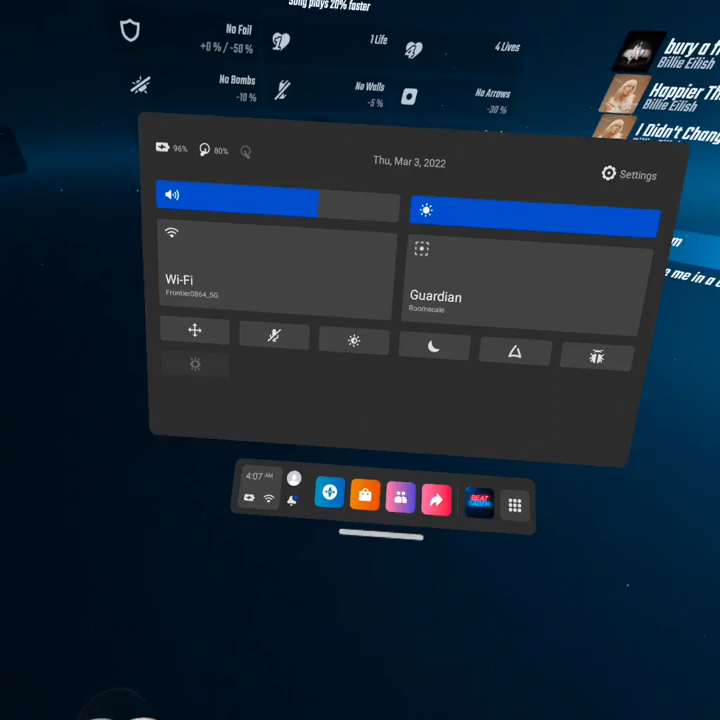 Song plays 20% faster
No Fail
+0 % / -50 %
1 Life
4 Lives
No Bombs
-10 %
No Walls
-5 %
No Arrows
-30 %
Billie Eilish
Happier Th
Billie Eilish
I Didn't Chang
96%
80%
Thu, Mar 3, 2022
Settings
Wi-Fi
Frontier0864_5G
Guardian
Roomscale
me in a
4:07 AM
BEAT
SABER